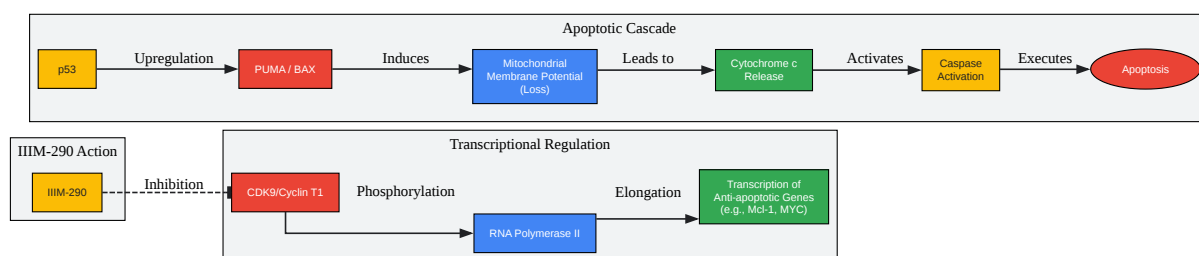 Apoptotic Cascade
p53
Upregulation
PUMA / BAX
Induces
Mitochondrial
Membrane Potential
(Loss)
Leads to
Cytochrome c
Release
Activates
Caspase
Activation
Executes
Apoptosis
IIIM-290 Action
IIIM-290
Inhibition
Transcriptional Regulation
CDK9/Cyclin T1
Phosphorylation
RNA Polymerase II
Elongation
Transcription of
Anti-apoptotic Genes
(e.g., Mcl-1, MYC)